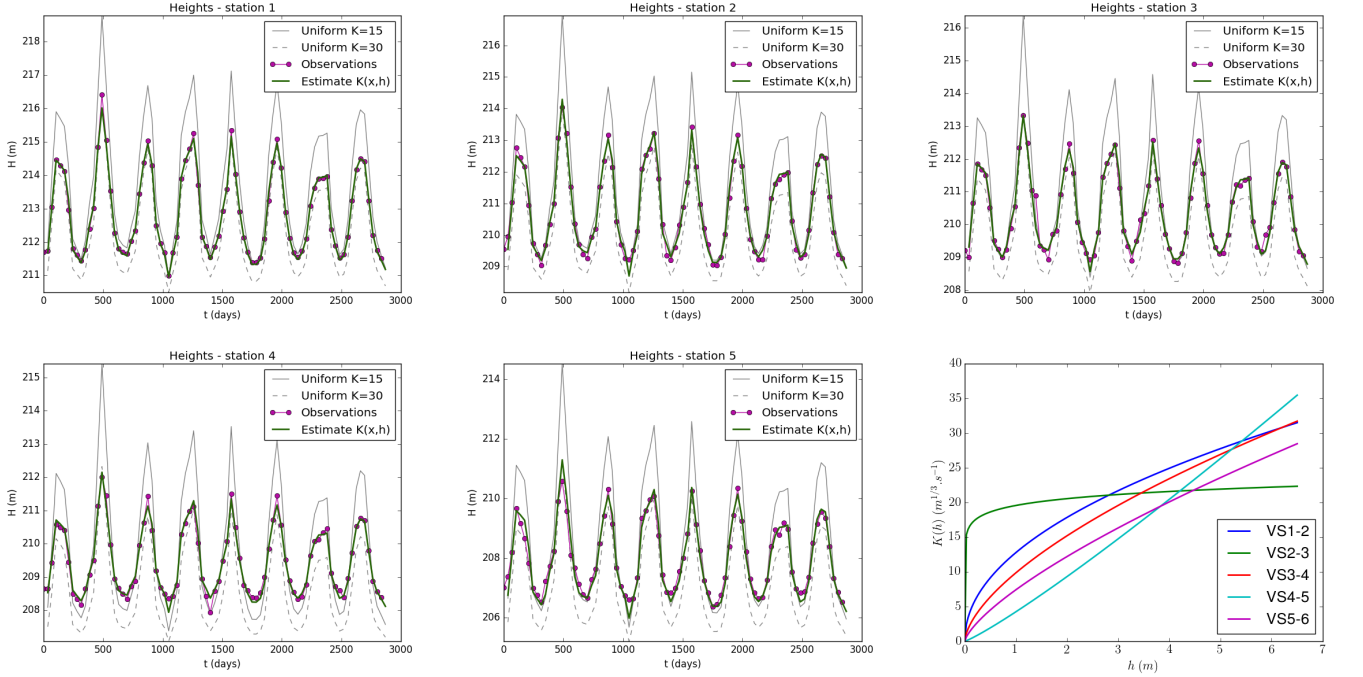 Heights - station 1
H (m)
218
217
216
215
214
213
212
211
0 500 1000 1500 2000 2500 3000
t (days)
Uniform K=15
Uniform K=30
Observations
Estimate K(x,h)
Heights - station 2
H (m)
216
215
214
213
212
211
210
209
0 500 1000 1500 2000 2500 3000
t (days)
Uniform K=15
Uniform K=30
Observations
Estimate K(x,h)
Heights - station 3
H (m)
216
215
214
213
212
211
210
209
208
0 500 1000 1500 2000 2500 3000
t (days)
Uniform K=15
Uniform K=30
Observations
Estimate K(x,h)
Heights - station 4
H (m)
215
214
213
212
211
210
209
208
0 500 1000 1500 2000 2500 3000
t (days)
Uniform K=15
Uniform K=30
Observations
Estimate K(x,h)
Heights - station 5
H (m)
214
212
210
208
206
0 500 1000 1500 2000 2500 3000
t (days)
Uniform K=15
Uniform K=30
Observations
Estimate K(x,h)
K(h) (m^{1/3}.s^{-1})
40
35
30
25
20
15
10
5
0
0 1 2 3 4 5 6 7
h (m)
VS1-2
VS2-3
VS3-4
VS4-5
VS5-6